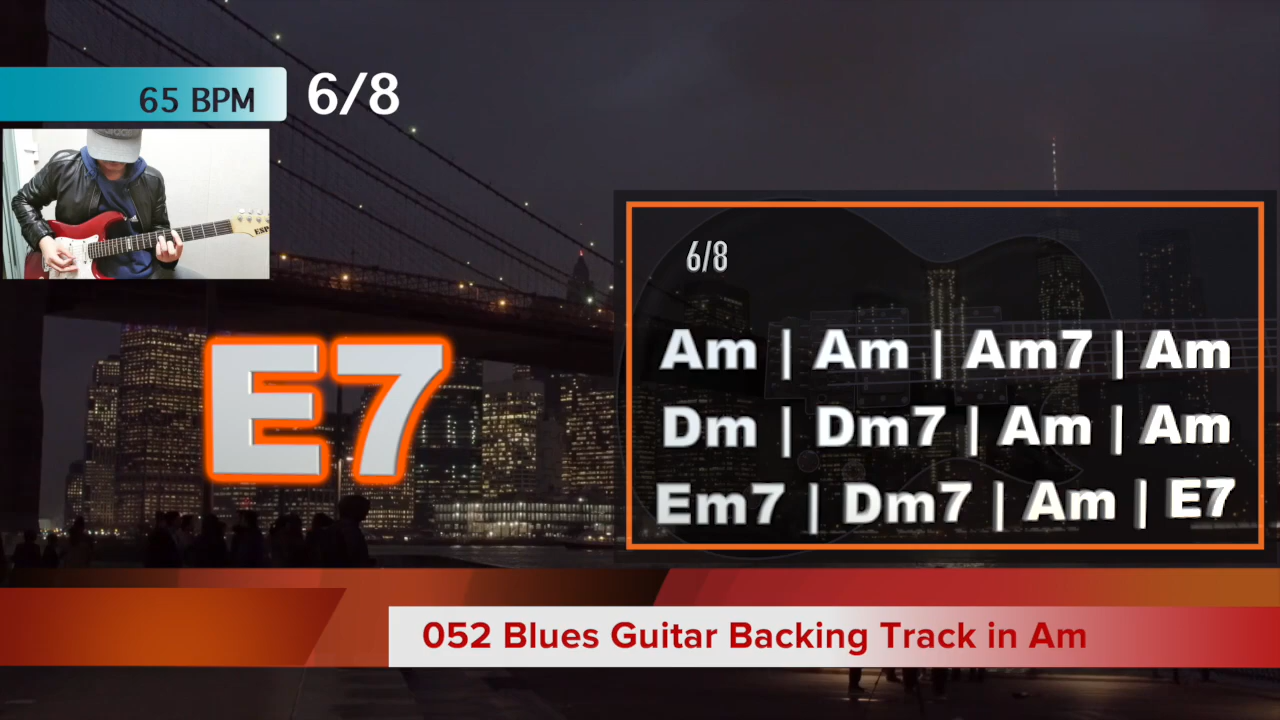 65 BPM
6/8
ESP
E7
6/8
Am | Am | Am7 | Am
Dm | Dm7 | Am | Am
Em7 | Dm7 | Am | E7
052 Blues Guitar Backing Track in Am